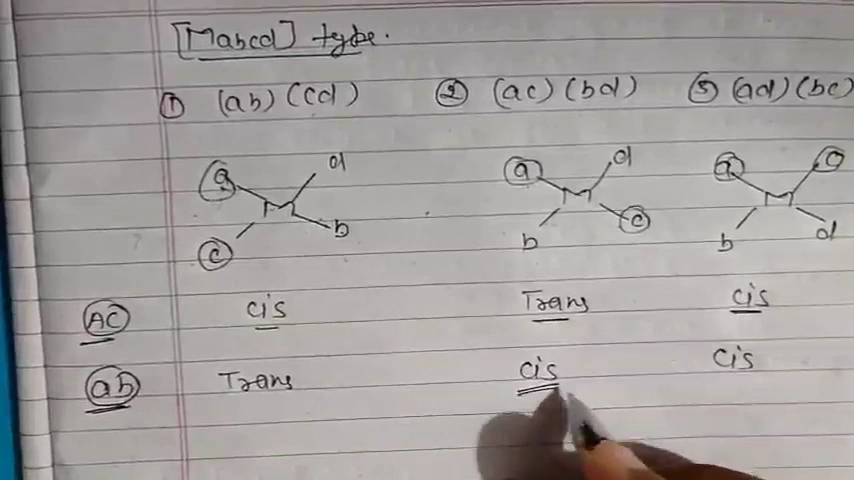 [Mabcd] type.
① (ab) (cd) ② (ac) (bd) ③ (ad) (bc)
a d a d a c
M M M
c b b c b d
AC cis Trans cis
ab Trans cis cis